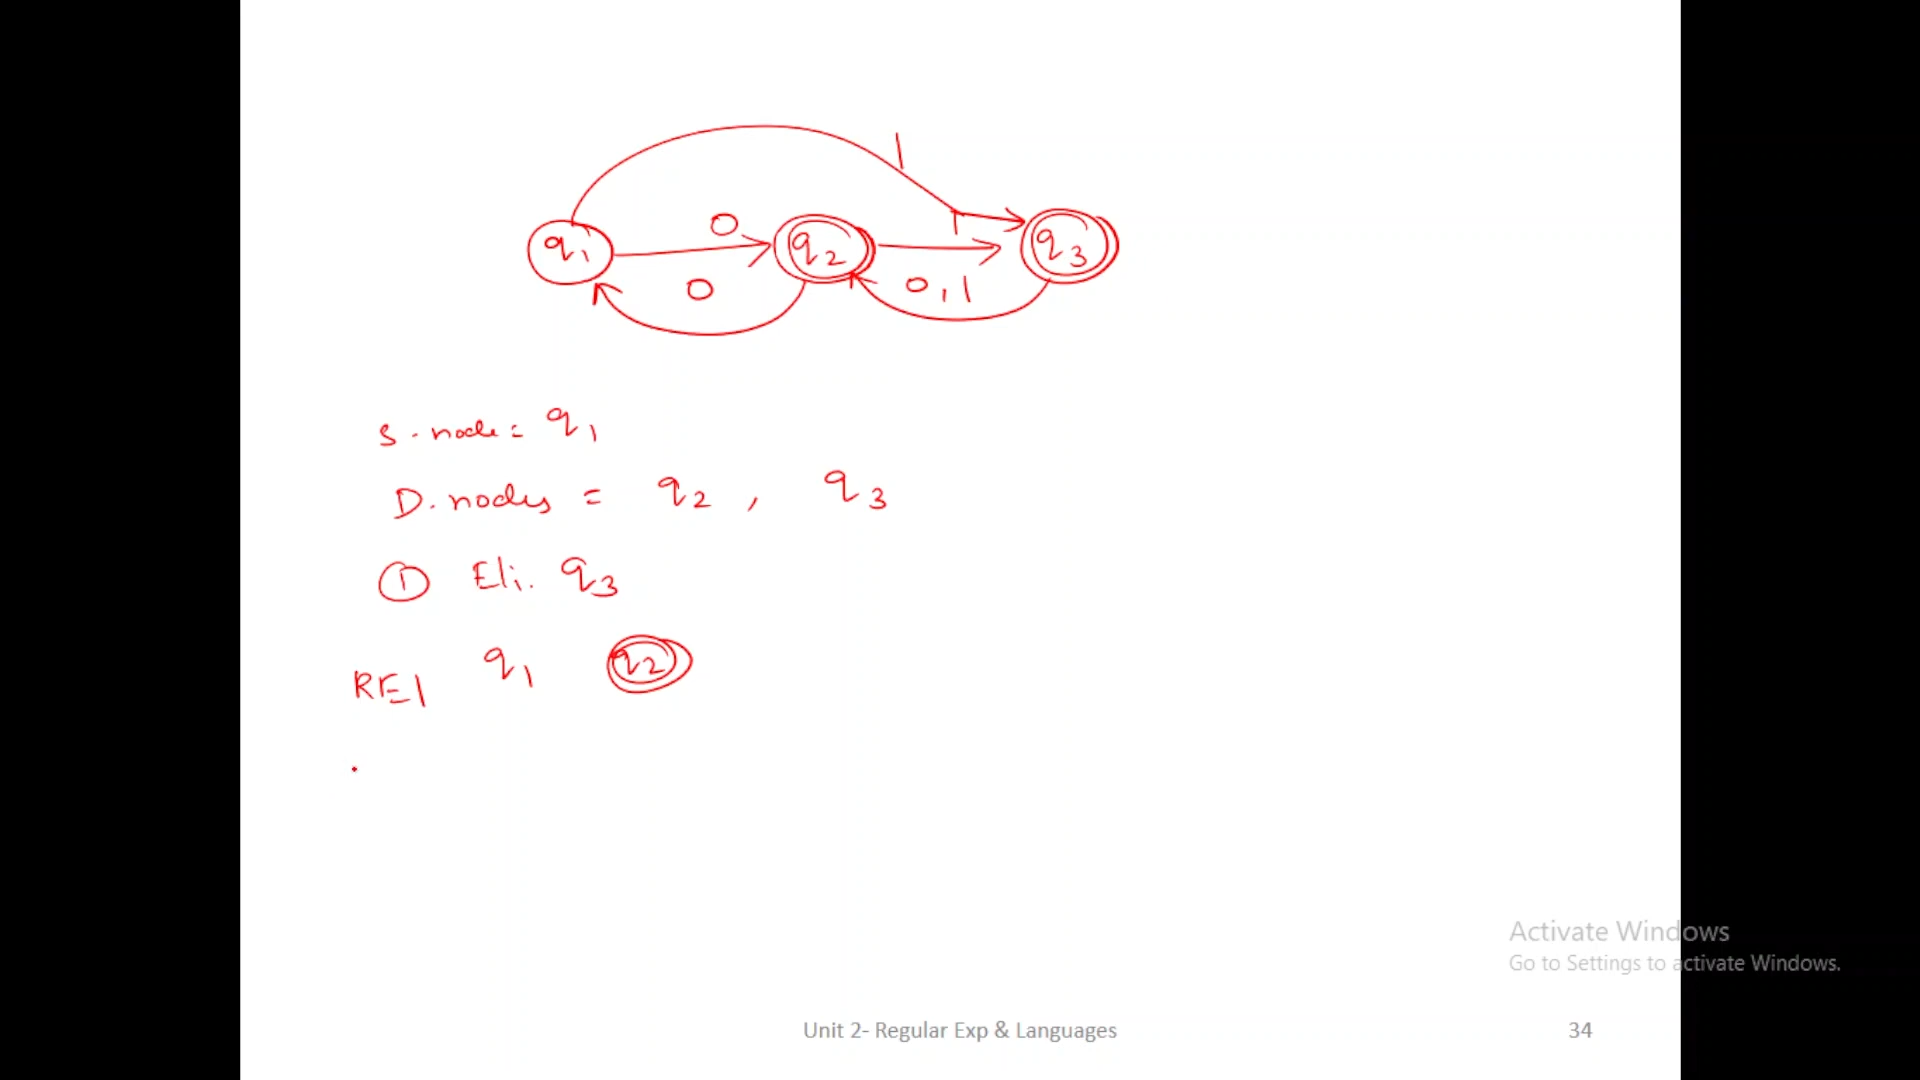 1
0
1
q1
q2
q3
0
0,1
S. node = q1
D. nodes = q2, q3
① Eli. q3
RE1 q1 q2
Activate Windows
Go to Settings to activate Windows.
Unit 2- Regular Exp & Languages
34